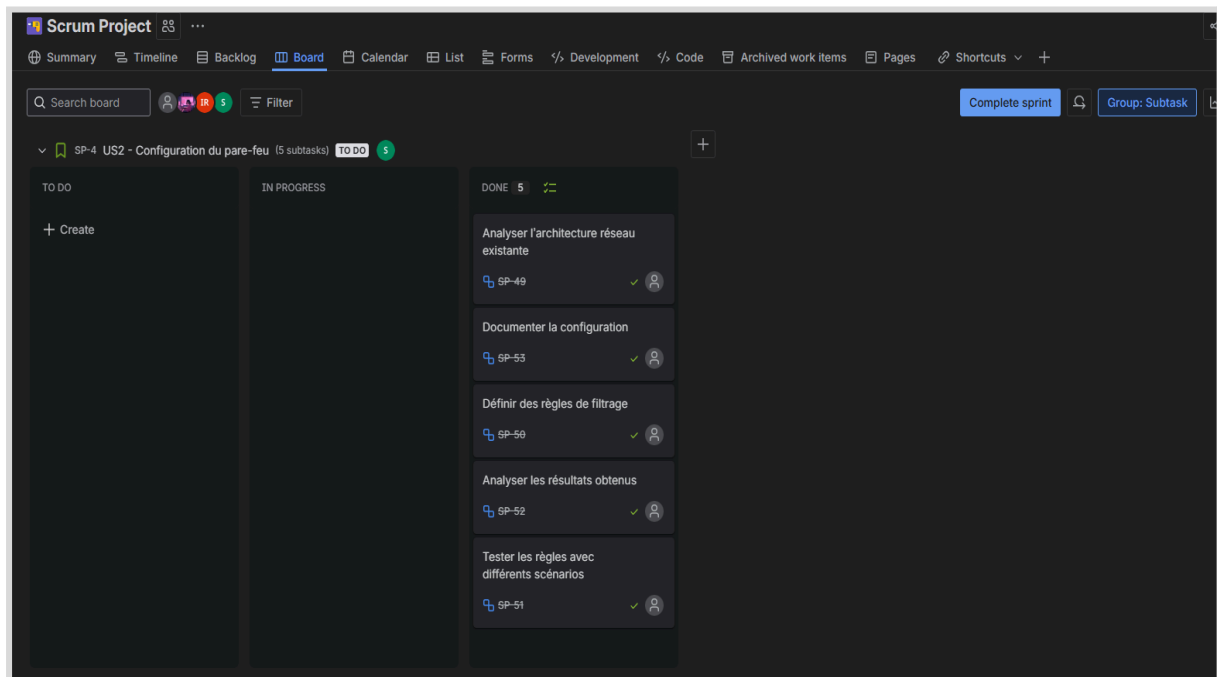 Scrum Project
Summary Timeline Backlog Board Calendar List Forms Development Code Archived work items Pages Shortcuts
Search board IR S Filter Complete sprint Group: Subtask
SP-4 US2 - Configuration du pare-feu (5 subtasks) TO DO S
TO DO IN PROGRESS DONE 5
+ Create
Analyser l'architecture réseau
existante
SP-49
Documenter la configuration
SP-53
Définir des règles de filtrage
SP-50
Analyser les résultats obtenus
SP-52
Tester les règles avec
différents scénarios
SP-51